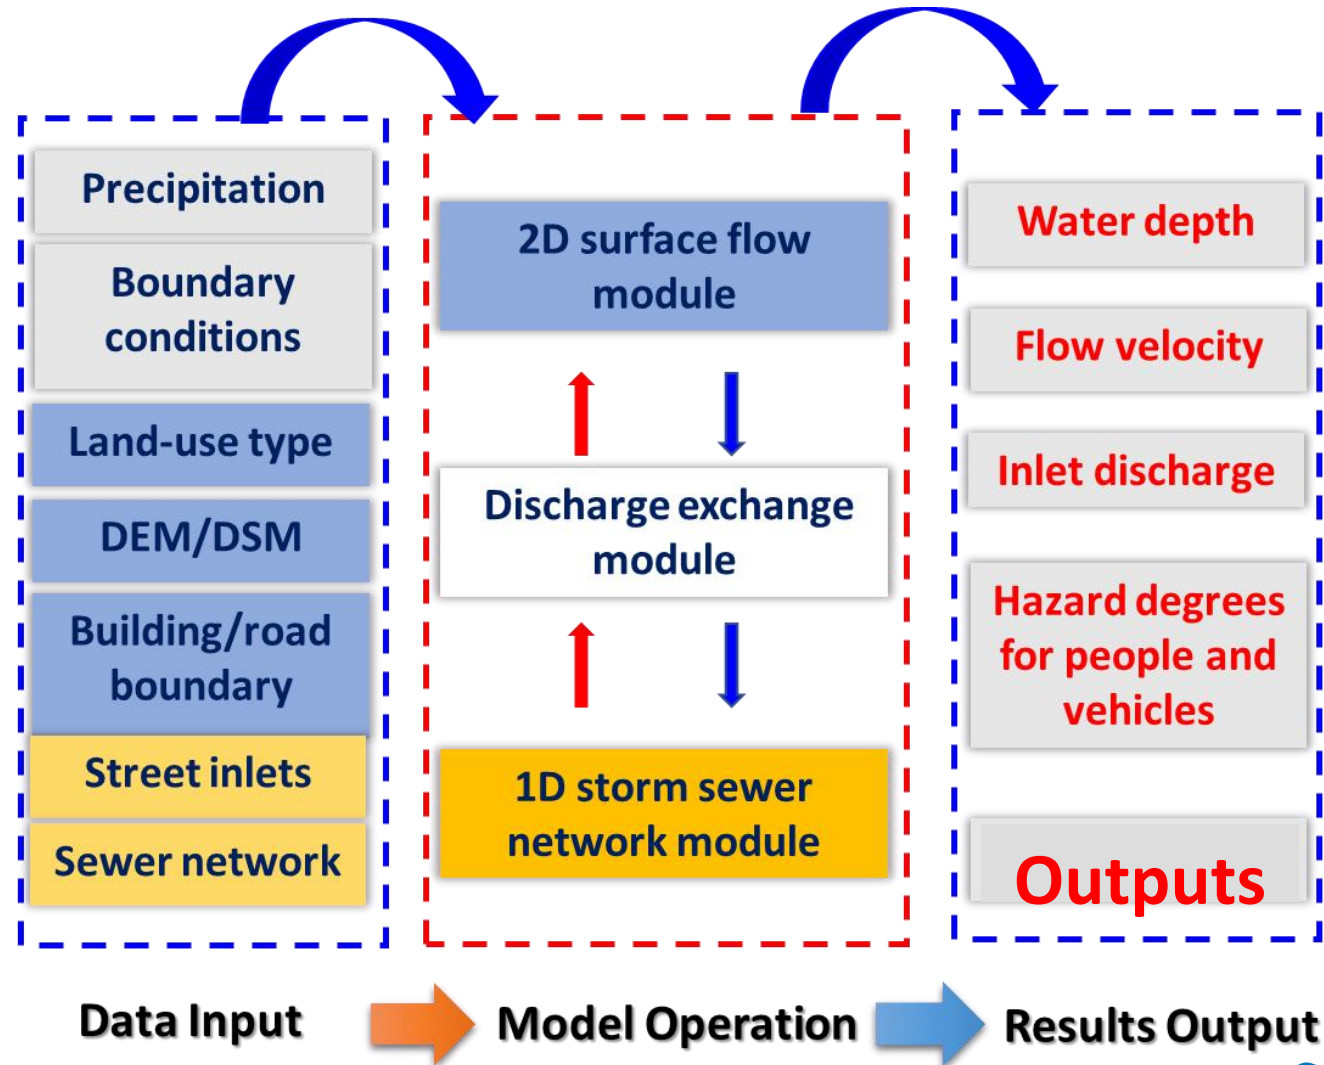 Precipitation
Boundary
conditions
Land-use type
DEM/DSM
Building/road
boundary
Street inlets
Sewer network
2D surface flow
module
Discharge exchange
module
1D storm sewer
network module
Water depth
Flow velocity
Inlet discharge
Hazard degrees
for people and
vehicles
Outputs
Data Input
Model Operation
Results Output